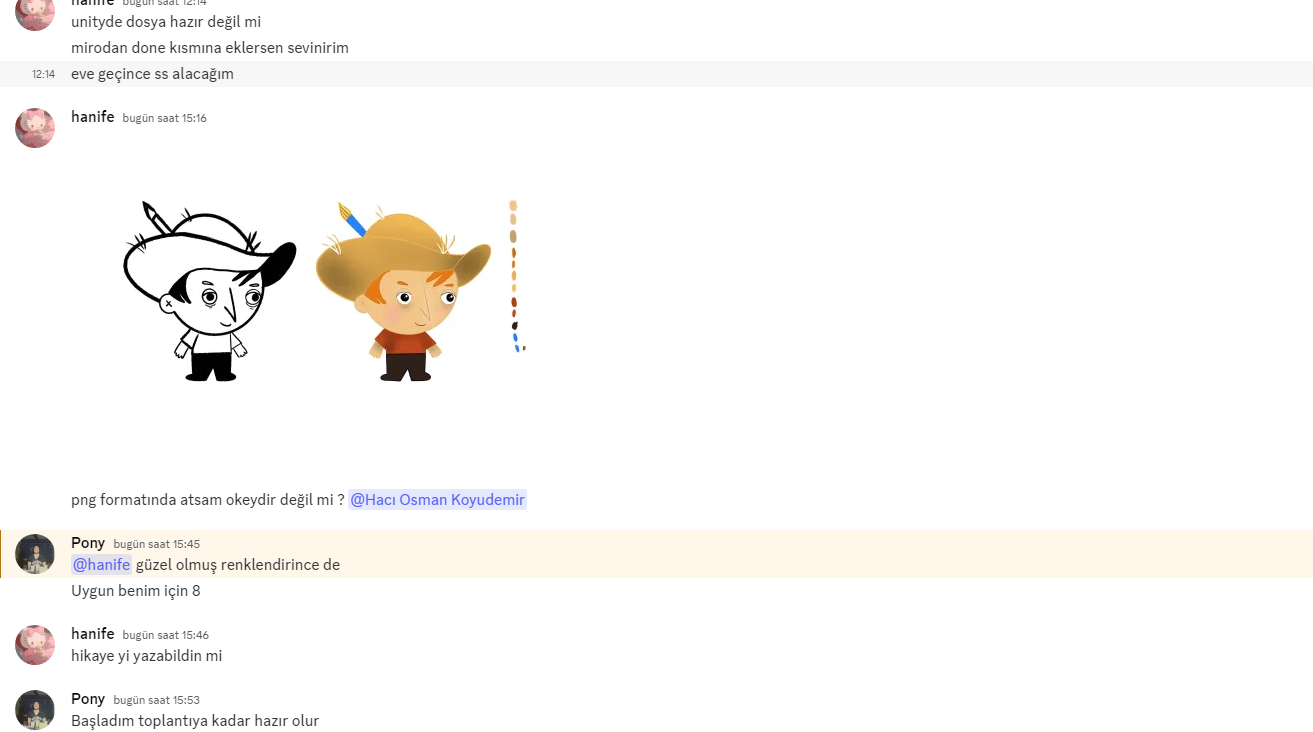 hanife bugün saat 12:14
unityde dosya hazır değil mi
mirodan done kısmına eklersen sevinirim
12:14 eve geçince ss alacağım
hanife bugün saat 15:16
png formatında atsam okeydir değil mi ? @Hacı Osman Koyudemir
Pony bugün saat 15:45
@hanife güzel olmuş renklendirince de
Uygun benim için 8
hanife bugün saat 15:46
hikaye yi yazabildin mi
Pony bugün saat 15:53
Başladım toplantıya kadar hazır olur